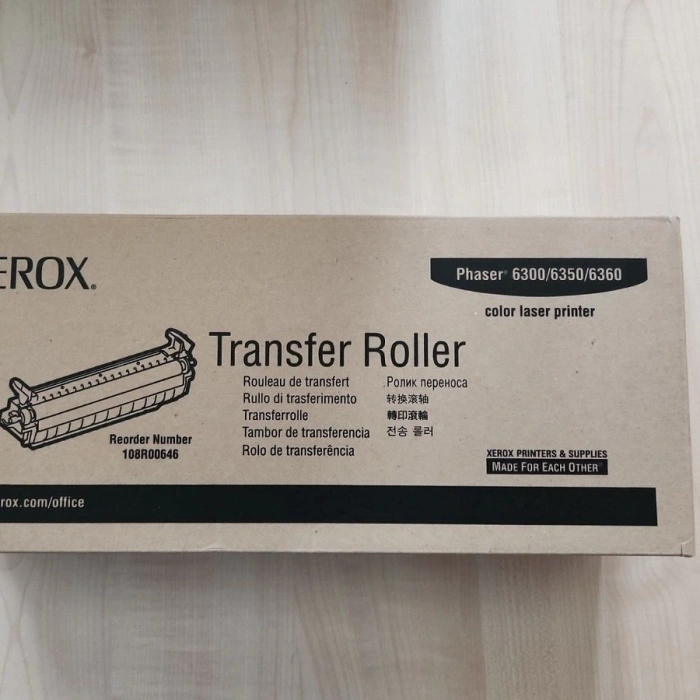 EROX.
Phaser® 6300/6350/6360
color laser printer
Transfer Roller
Rouleau de transfert
Rullo di trasferimento
Transferrolle
Tambor de transferencia
Rolo de transferência
Ролик переноса
转换滚轴
轉印滾輪
전송 롤러
Reorder Number
108R00646
XEROX PRINTERS & SUPPLIES
MADE FOR EACH OTHER
rox.com/office